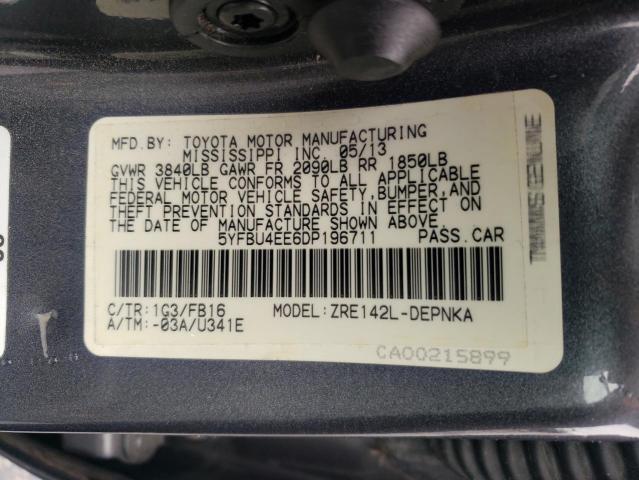 MFD.BY: TOYOTA MOTOR MANUFACTURING
MISSISSIPPI INC. 05/13
GVWR 3840LB GAWR FR 2090LB RR 1850LB
THIS VEHICLE CONFORMS TO ALL APPLICABLE
FEDERAL MOTOR VEHICLE SAFETY,BUMPER,AND
THEFT PREVENTION STANDARDS IN EFFECT ON
THE DATE OF MANUFACTURE SHOWN ABOVE.
5YFBU4EE6DP196711 PASS.CAR
C/TR:1G3/FB16 MODEL:ZRE142L-DEPNKA
A/TM:-03A/U341E
CA00215899
GENUINE